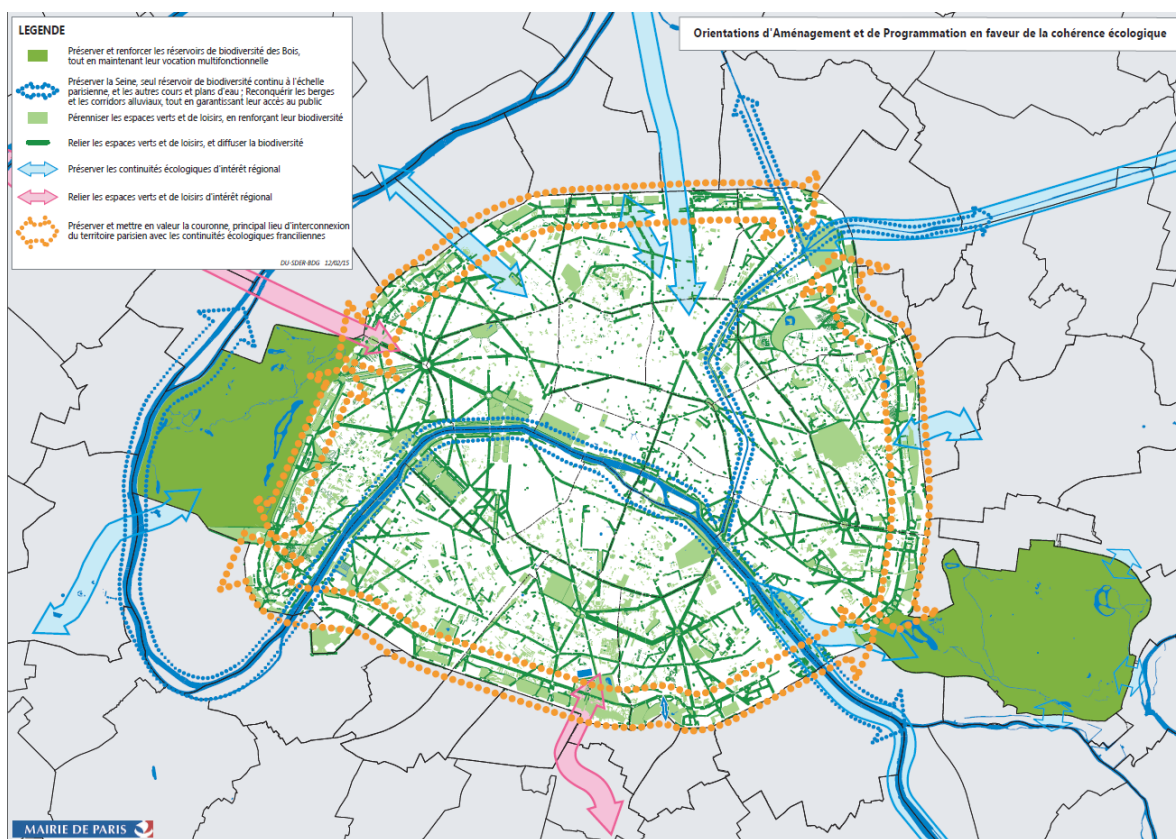 LEGENDE
Préserver et renforcer les réservoirs de biodiversité des Bois,
tout en maintenant leur vocation multifonctionnelle
Préserver la Seine, seul réservoir de biodiversité continu à l'échelle
parisienne, et les autres cours et plans d'eau ; Reconquérir les berges
et les corridors alluviaux, tout en garantissant leur accès au public
Pérenniser les espaces verts et de loisirs, en renforçant leur biodiversité
Relier les espaces verts et de loisirs, et diffuser la biodiversité
Préserver les continuités écologiques d'intérêt régional
Relier les espaces verts et de loisirs d'intérêt régional
Préserver et mettre en valeur la couronne, principal lieu d'interconnexion
du territoire parisien avec les continuités écologiques franciliennes
DU-SDER-BDG 12/02/15
Orientations d'Aménagement et de Programmation en faveur de la cohérence écologique
MAIRIE DE PARIS